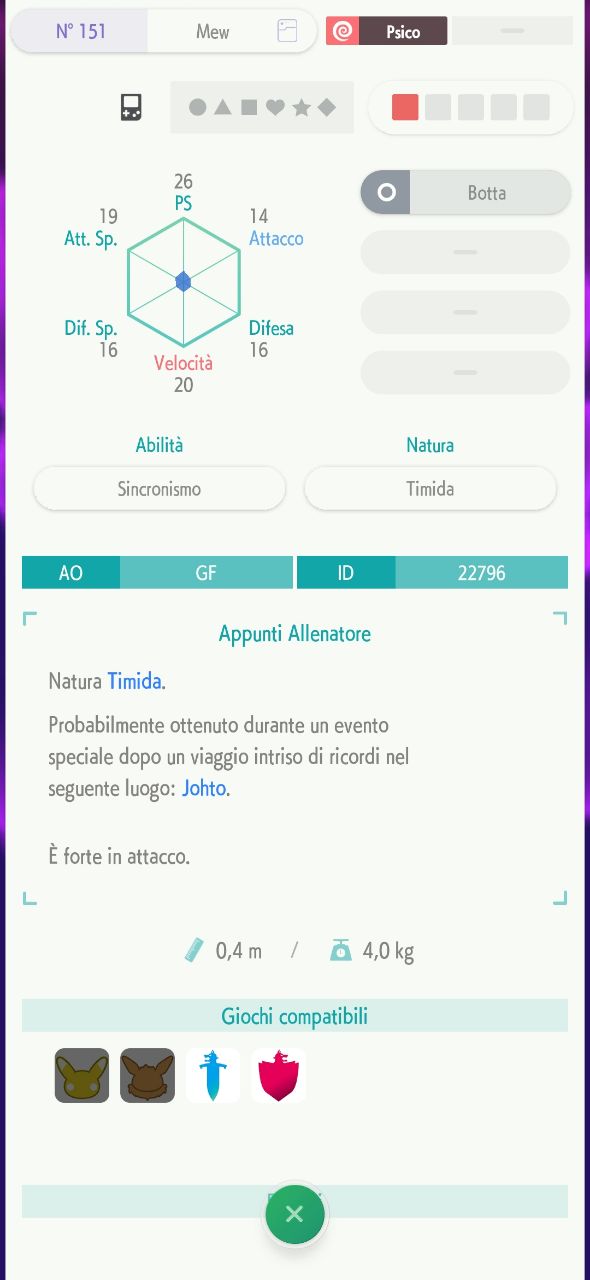 N° 151
Mew
Psico
26
PS
19
Att. Sp.
14
Attacco
Botta
Dif. Sp.
16
Difesa
16
Velocità
20
Abilità
Natura
Sincronismo
Timida
AO
GF
ID
22796
Appunti Allenatore
Natura Timida.
Probabilmente ottenuto durante un evento
speciale dopo un viaggio intriso di ricordi nel
seguente luogo: Johto.
È forte in attacco.
0,4 m
/
4,0 kg
Giochi compatibili